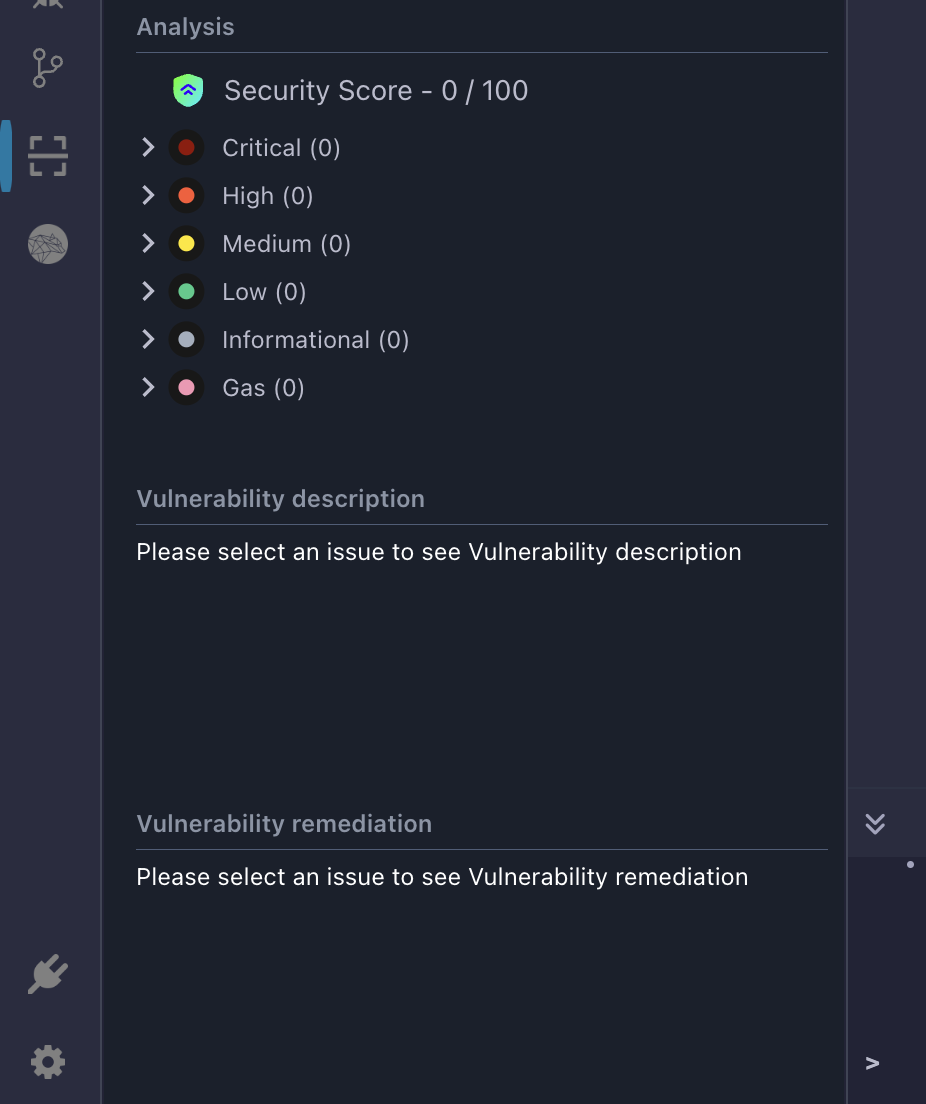 Analysis
Security Score - 0 / 100
Critical (0)
High (0)
Medium (0)
Low (0)
Informational (0)
Gas (0)
Vulnerability description
Please select an issue to see Vulnerability description
Vulnerability remediation
Please select an issue to see Vulnerability remediation
>